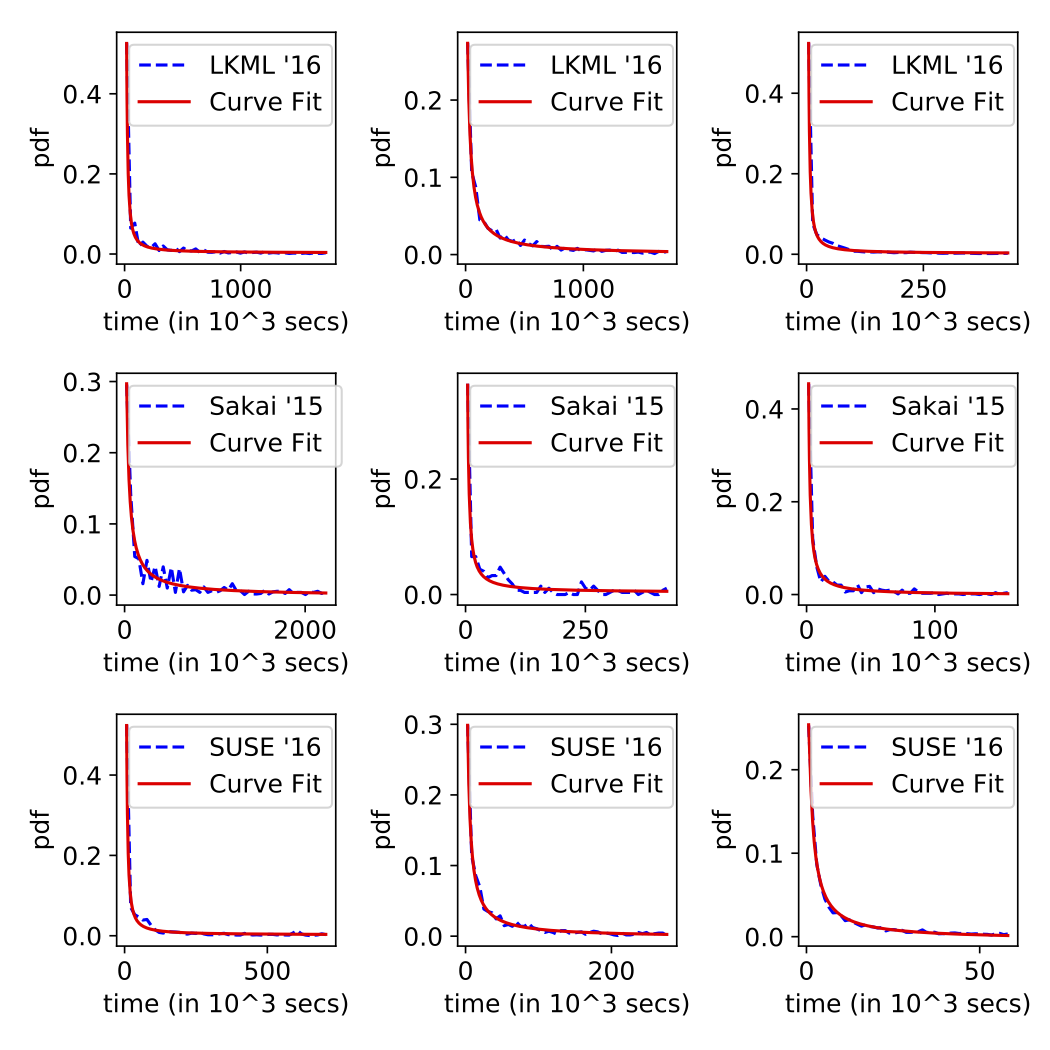 LKML '16
Curve Fit
pdf
0.4
0.2
0.0
0
1000
time (in 10^3 secs)
LKML '16
Curve Fit
pdf
0.2
0.1
0.0
0
1000
time (in 10^3 secs)
LKML '16
Curve Fit
pdf
0.4
0.2
0.0
0
250
time (in 10^3 secs)
Sakai '15
Curve Fit
pdf
0.3
0.2
0.1
0.0
0
2000
time (in 10^3 secs)
Sakai '15
Curve Fit
pdf
0.2
0.0
0
250
time (in 10^3 secs)
Sakai '15
Curve Fit
pdf
0.4
0.2
0.0
0
100
time (in 10^3 secs)
SUSE '16
Curve Fit
pdf
0.4
0.2
0.0
0
500
time (in 10^3 secs)
SUSE '16
Curve Fit
pdf
0.3
0.2
0.1
0.0
0
200
time (in 10^3 secs)
SUSE '16
Curve Fit
pdf
0.2
0.1
0.0
0
50
time (in 10^3 secs)